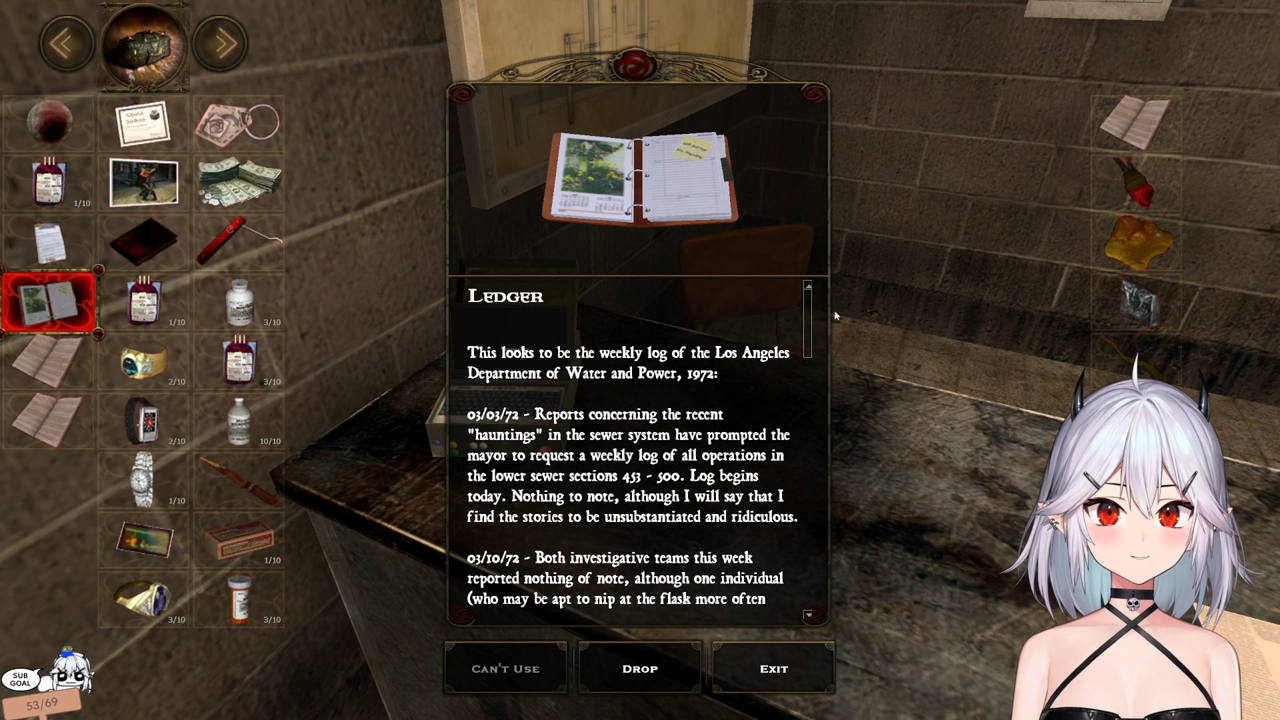 1/10
1/10
3/10
2/10
3/10
2/10
10/10
1/10
1/10
3/10
3/10
Ledger
This looks to be the weekly log of the Los Angeles
Department of Water and Power, 1972:
03/03/72 - Reports concerning the recent
"hauntings" in the sewer system have prompted the
mayor to request a weekly log of all operations in
the lower sewer sections 453 - 500. Log begins
today. Nothing to note, although I will say that I
find the stories to be unsubstantiated and ridiculous.
03/10/72 - Both investigative teams this week
reported nothing of note, although one individual
(who may be apt to nip at the flask more often
Can't Use
Drop
Exit
SUB
GOAL
53/69